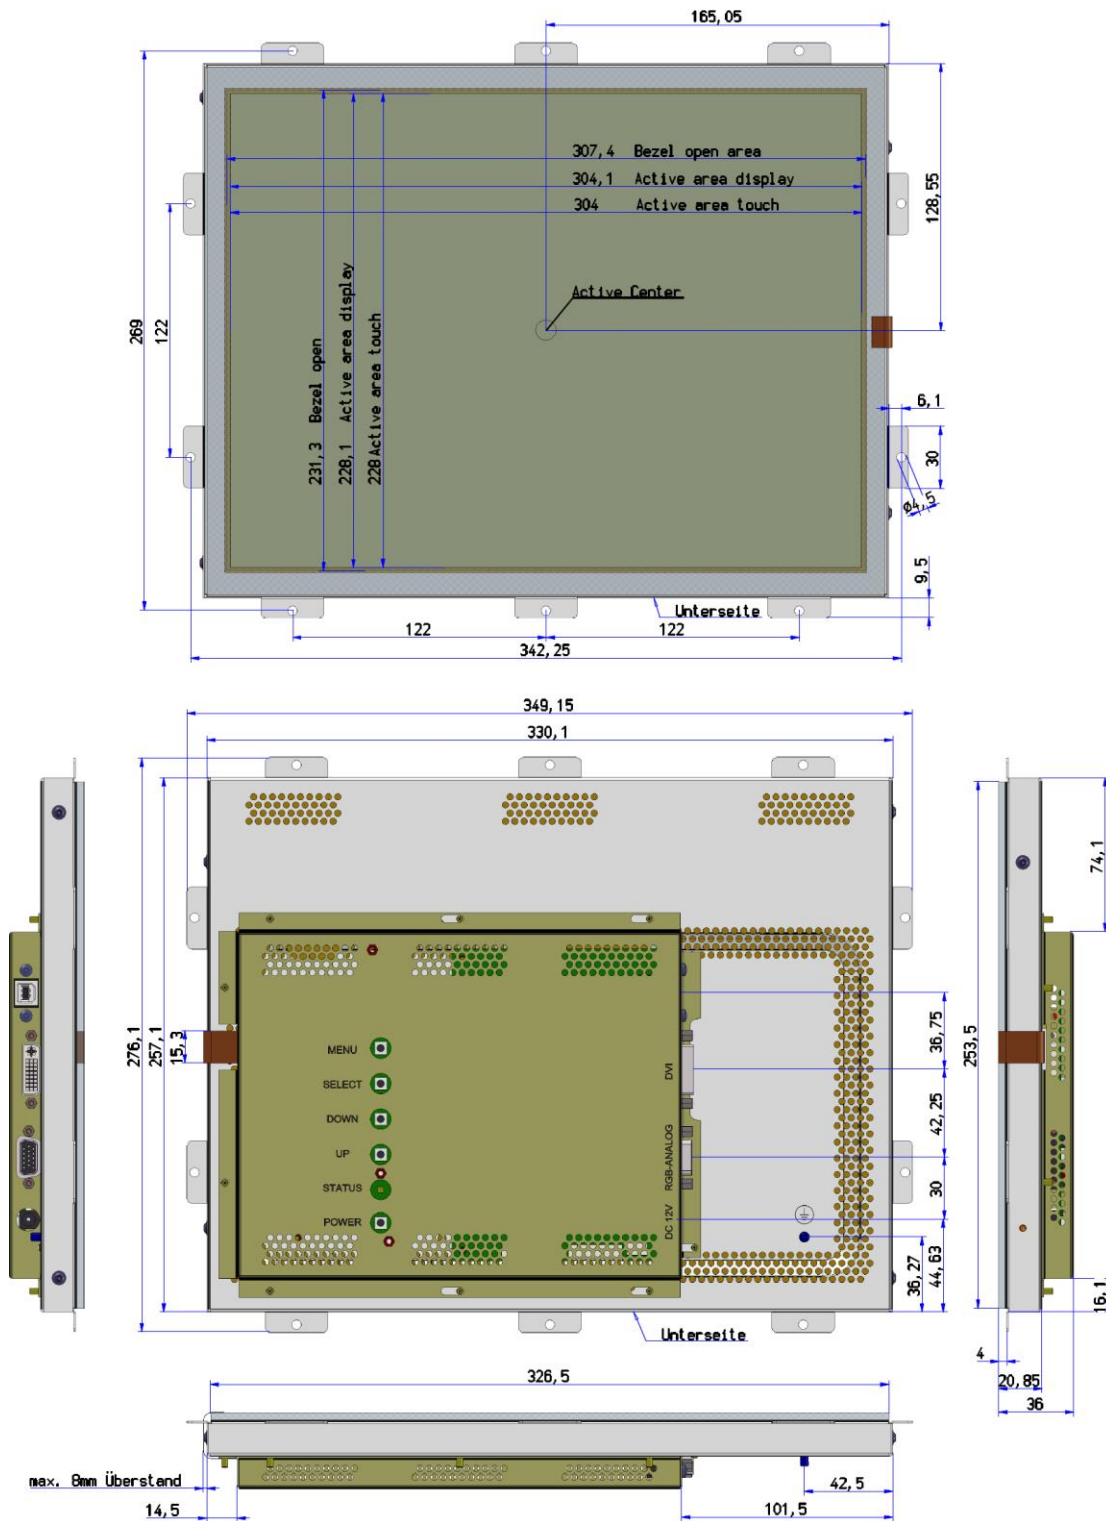 165,05
307,4 Bezel open area
304,1 Active area display
304 Active area touch
128,55
Active Center
269
122
231,3 Bezel open
228,1 Active area display
228 Active area touch
6,1
30
ø4,5
9,5
Unterseite
122
122
342,25
349,15
330,1
74,1
276,1
257,1
15,3
253,5
36,75
42,25
30
44,63
36,27
MENU
SELECT
DOWN
UP
STATUS
POWER
DVI
RGB-ANALOG
DC 12V
16,1
Unterseite
4
20,85
36
326,5
max. 8mm Überstand
14,5
42,5
101,5